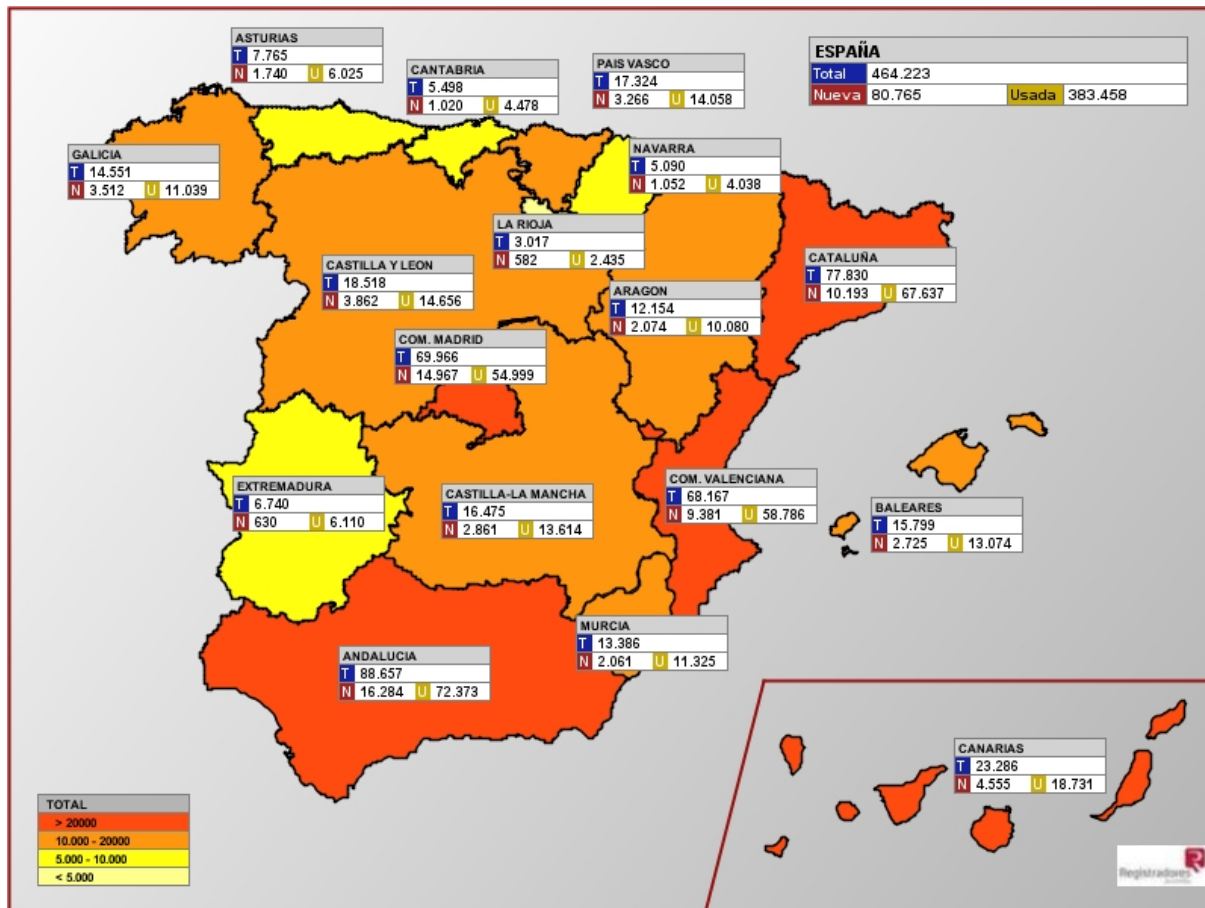 ASTURIAS
T 7.765
N 1.740 U 6.025
CANTABRIA
T 5.498
N 1.020 U 4.478
PAIS VASCO
T 17.324
N 3.266 U 14.058
ESPAÑA
Total 464.223
Nueva 80.765 Usada 383.458
GALICIA
T 14.551
N 3.512 U 11.039
NAVARRA
T 5.090
N 1.052 U 4.038
LA RIOJA
T 3.017
N 582 U 2.435
CASTILLA Y LEON
T 18.518
N 3.862 U 14.656
CATALUÑA
T 77.830
N 10.193 U 67.637
ARAGON
T 12.154
N 2.074 U 10.080
COM. MADRID
T 69.966
N 14.967 U 54.999
EXTREMADURA
T 6.740
N 630 U 6.110
CASTILLA-LA MANCHA
T 16.475
N 2.861 U 13.614
COM. VALENCIANA
T 68.167
N 9.381 U 58.786
BALEARES
T 15.799
N 2.725 U 13.074
MURCIA
T 13.386
N 2.061 U 11.325
ANDALUCIA
T 88.657
N 16.284 U 72.373
CANARIAS
T 23.286
N 4.555 U 18.731
TOTAL
> 20000
10.000 - 20000
5.000 - 10.000
< 5.000
R
Registradores